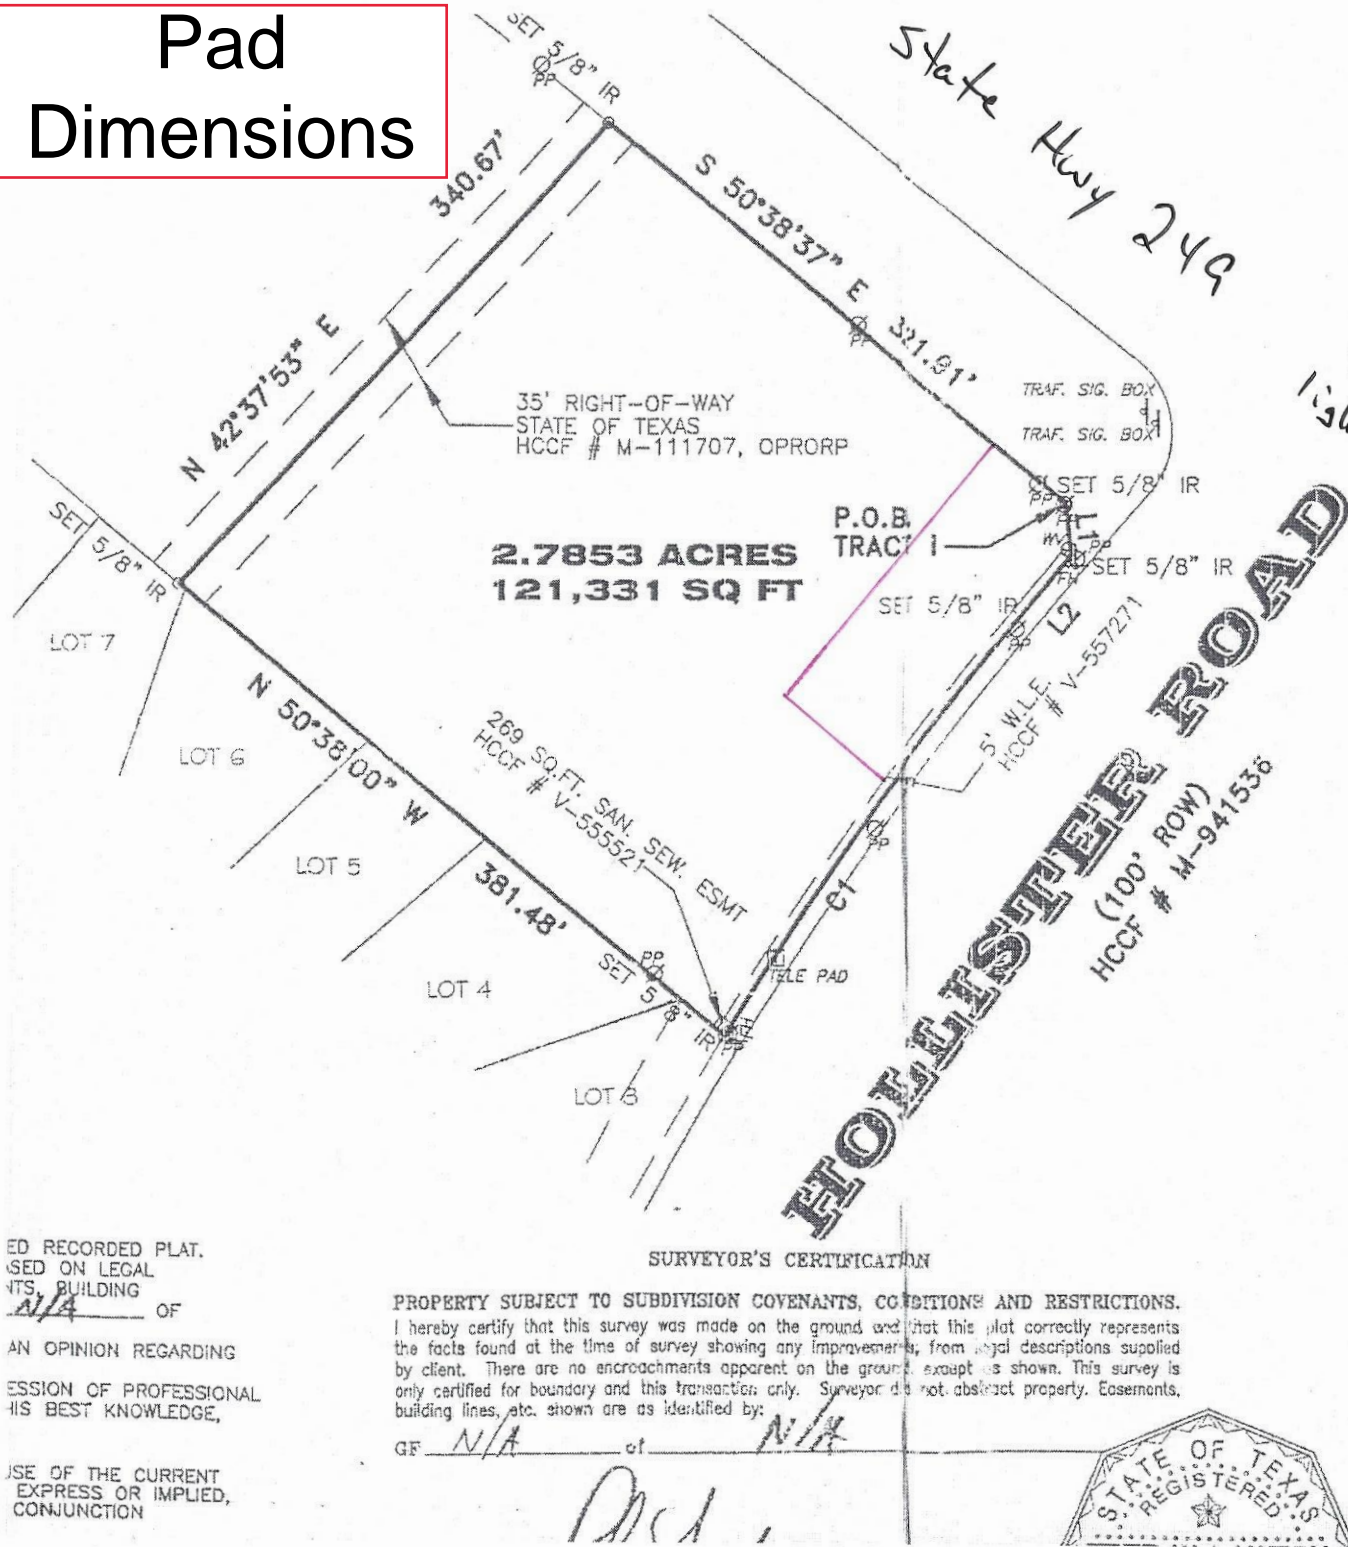 Pad
Dimensions
State Hwy 249
SET 5/8" IR
PP
340.67'
S 50°38'37" E
321.91'
PP
N 42°37'53" E
35' RIGHT-OF-WAY
STATE OF TEXAS
HCCF # M-111707, OPRORP
TRAF. SIG. BOX
TRAF. SIG. BOX
SET 5/8" IR
PP
P.O.B.
TRACT I
L1
WV
PP
FH
SET 5/8" IR
SET 5/8" IR
2.7853 ACRES
121,331 SQ FT
SET 5/8" IR
PP
L2
LOT 7
N 50°38'00" W
381.48'
LOT 6
269 SQ.FT. SAN. SEW. ESMT
HCCF # V-555521
5' W.L.E.
HCCF # V-557271
HOLLISTER ROAD
(100' ROW)
HCCF # M-941536
PP
LOT 5
C1
PP
TELE PAD
SET 5/8" IR
LOT 4
PP
LOT 3
ED RECORDED PLAT.
SED ON LEGAL
NTS, BUILDING
N/A OF
AN OPINION REGARDING
ESSION OF PROFESSIONAL
HIS BEST KNOWLEDGE,
USE OF THE CURRENT
EXPRESS OR IMPLIED,
CONJUNCTION
SURVEYOR'S CERTIFICATION
PROPERTY SUBJECT TO SUBDIVISION COVENANTS, CONDITIONS AND RESTRICTIONS.
I hereby certify that this survey was made on the ground and that this plat correctly represents
the facts found at the time of survey showing any improvements, from legal descriptions supplied
by client. There are no encroachments apparent on the ground, except as shown. This survey is
only certified for boundary and this transaction only. Surveyor did not abstract property. Easements,
building lines, etc. shown are as identified by:
GF N/A of N/A
STATE OF TEXAS
REGISTERED